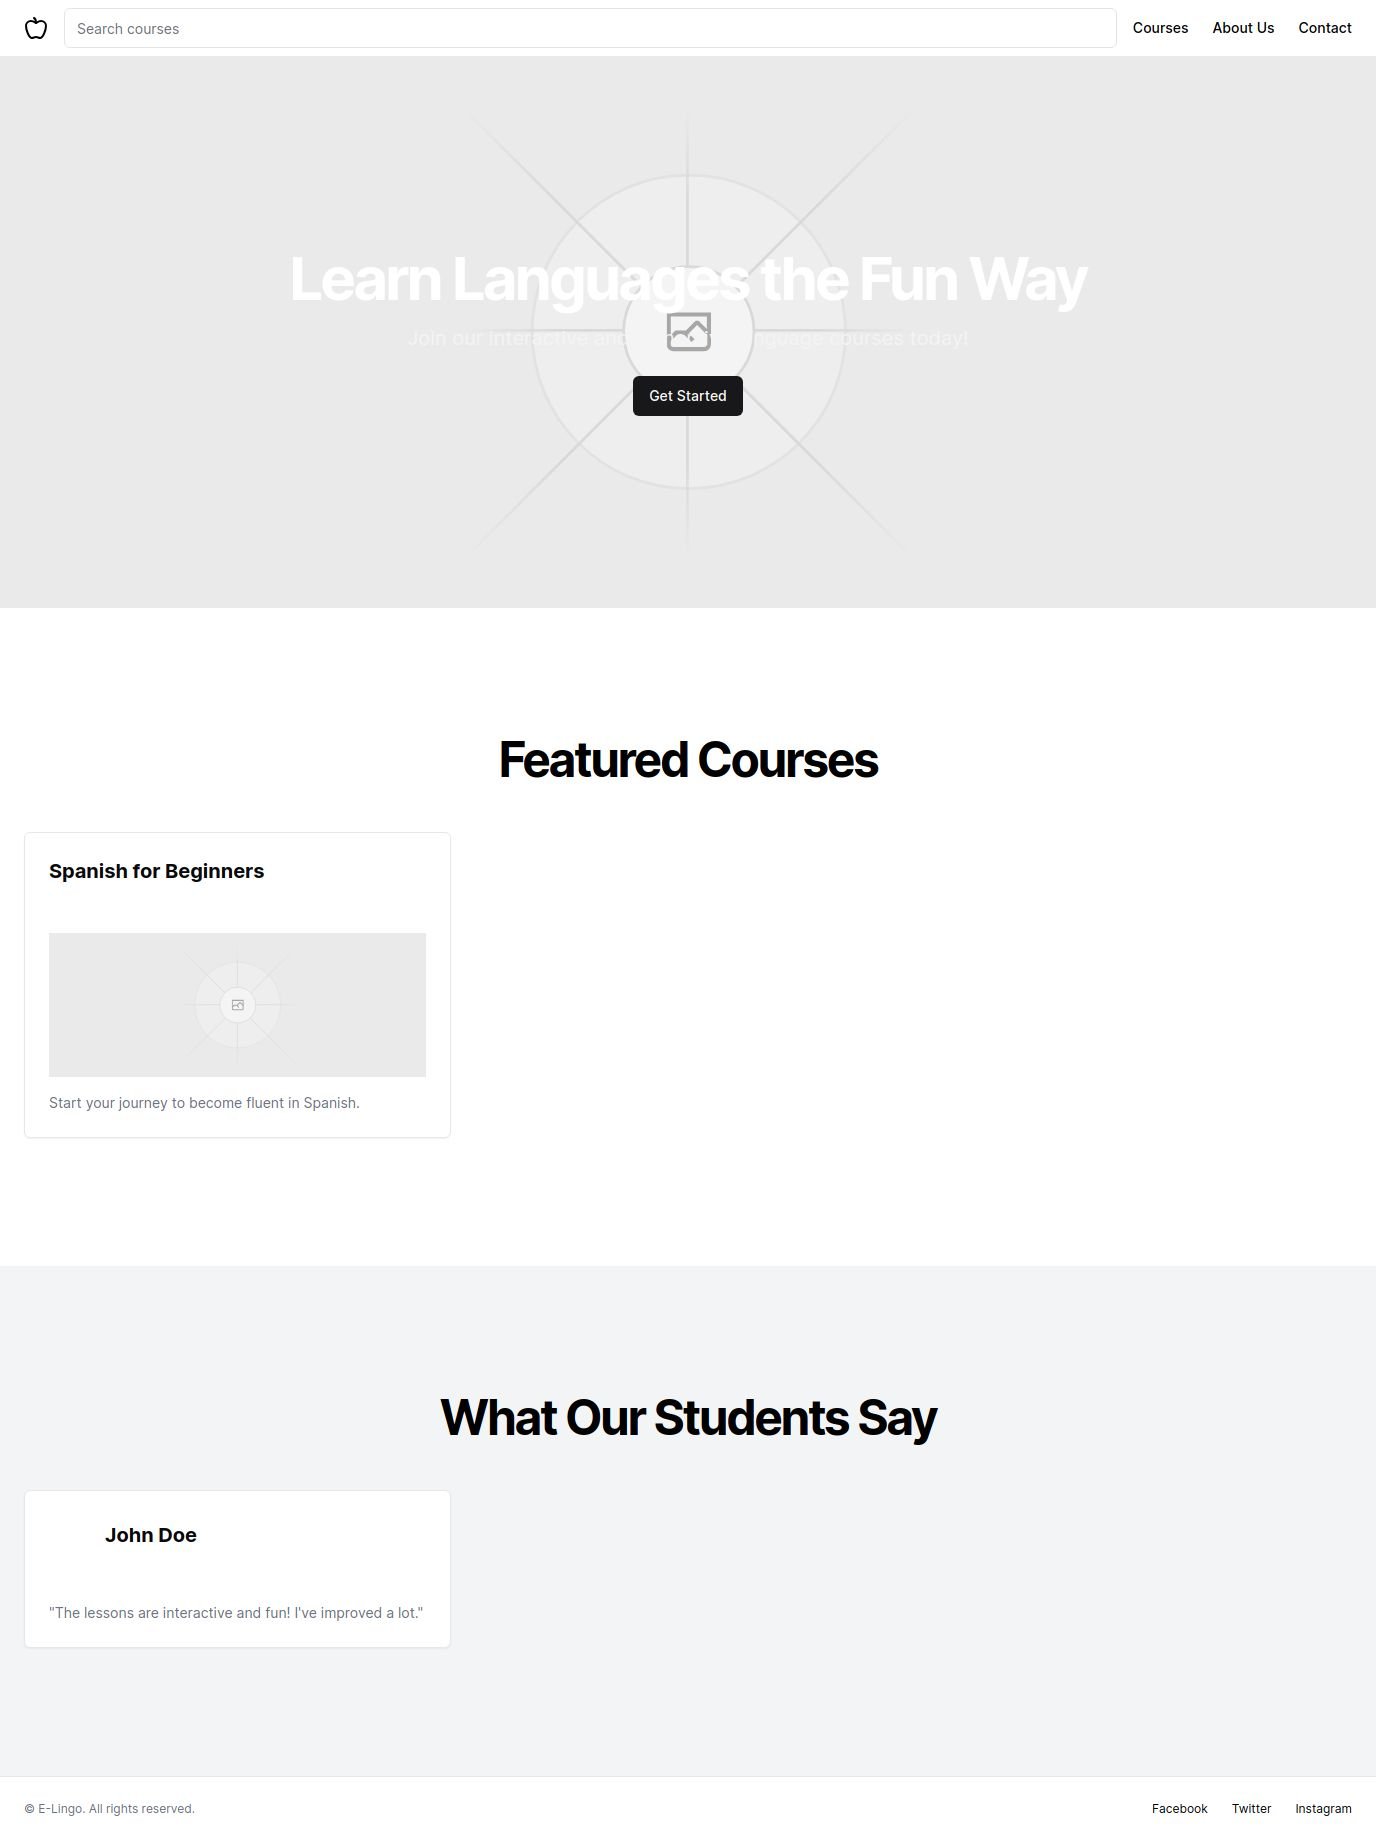 Search courses
Courses
About Us
Contact
Learn Languages the Fun Way
Join our interactive and nguage courses today!
Get Started
Featured Courses
Spanish for Beginners
Start your journey to become fluent in Spanish.
What Our Students Say
John Doe
"The lessons are interactive and fun! I've improved a lot."
© E-Lingo. All rights reserved.
Facebook
Twitter
Instagram